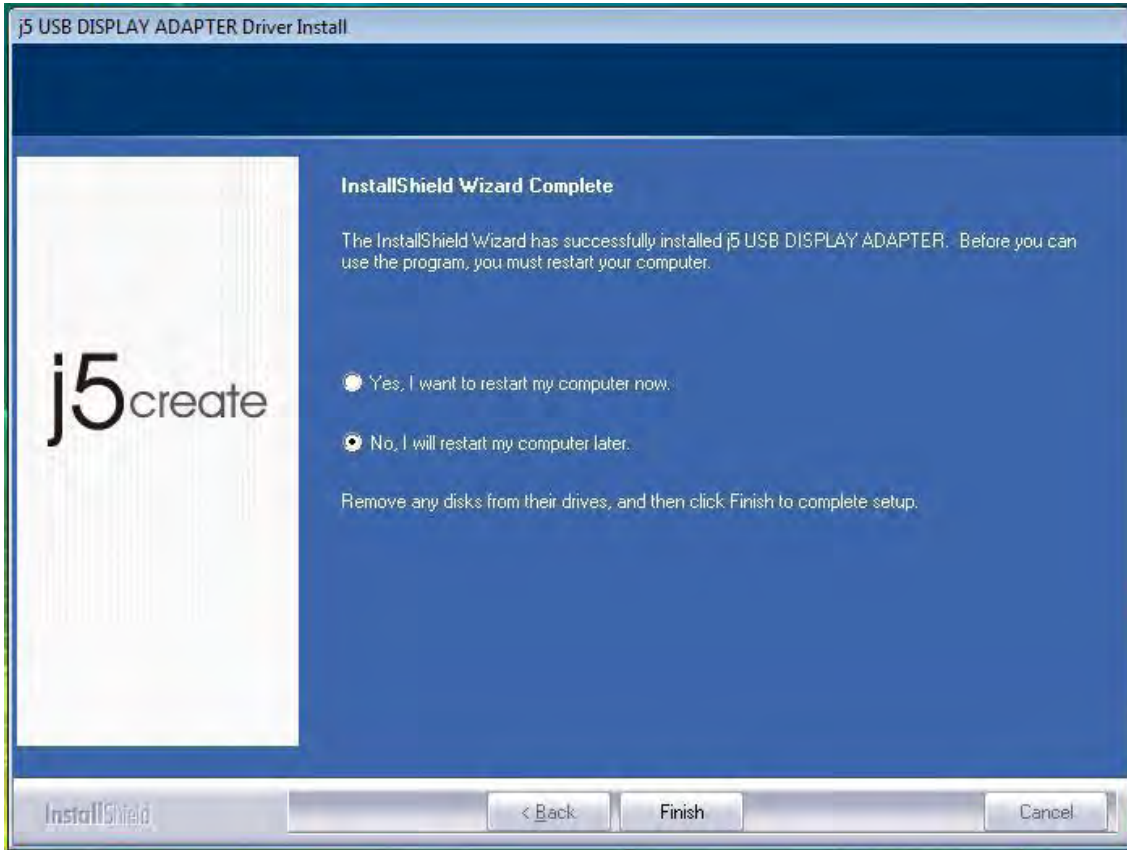 j5 USB DISPLAY ADAPTER Driver Install
InstallShield Wizard Complete
The InstallShield Wizard has successfully installed j5 USB DISPLAY ADAPTER. Before you can
use the program, you must restart your computer.
j5create
Yes, I want to restart my computer now.
No, I will restart my computer later.
Remove any disks from their drives, and then click Finish to complete setup.
InstallShield
< Back
Finish
Cancel